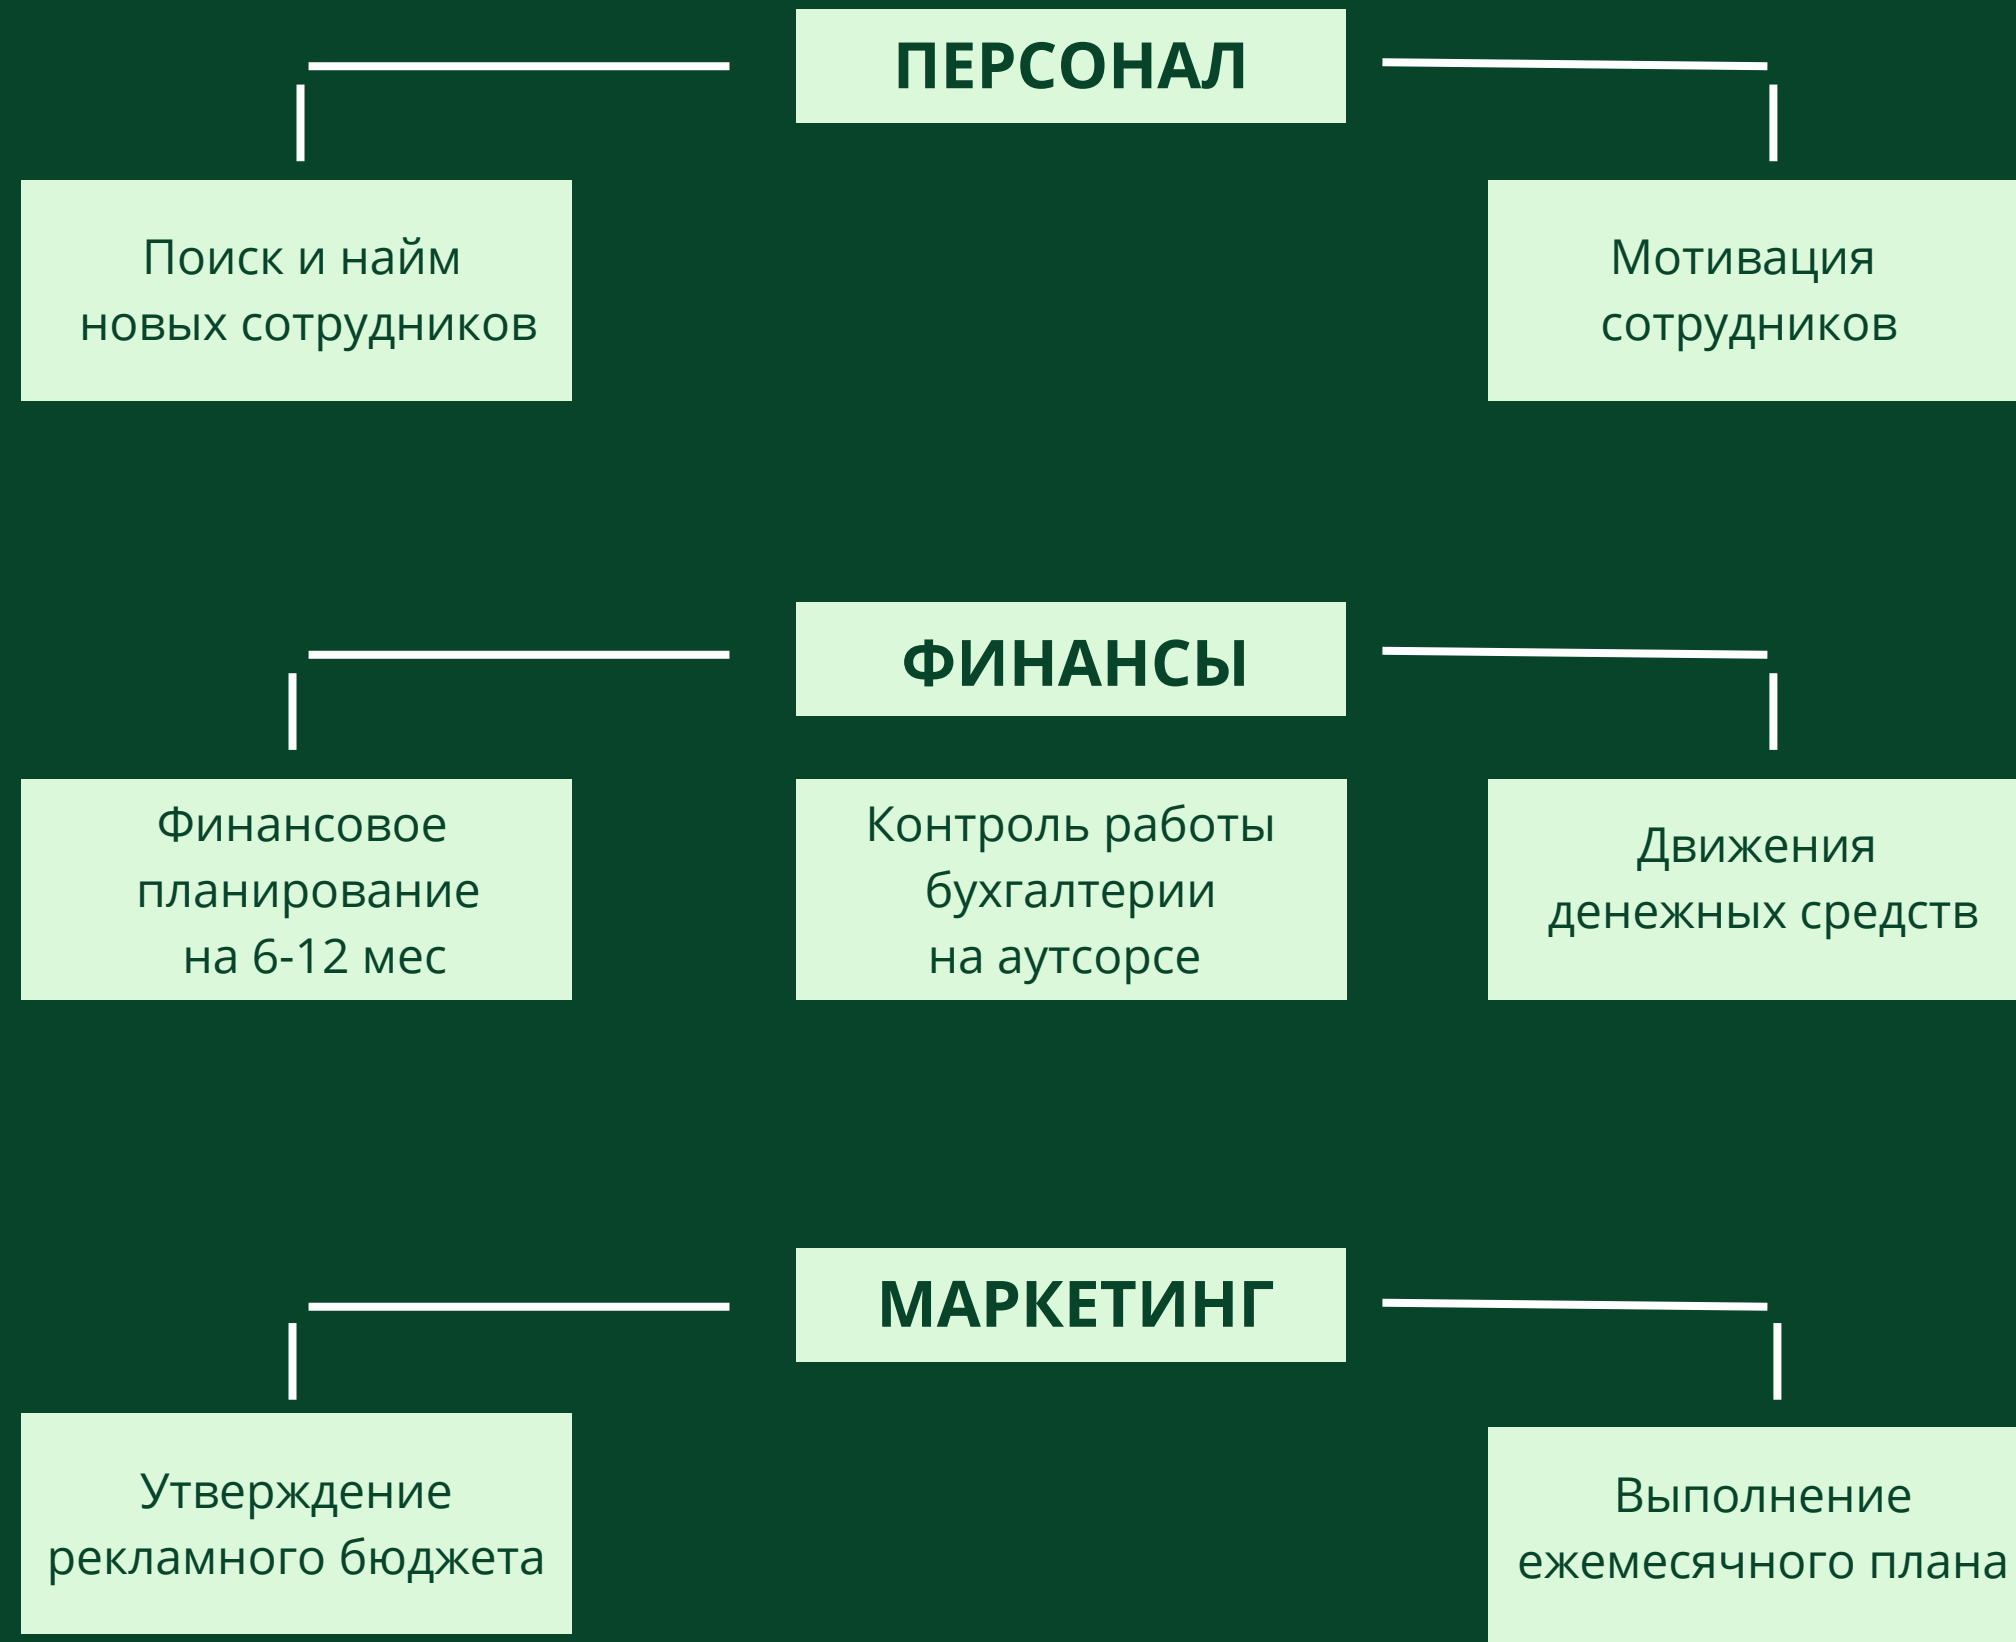 ПЕРСОНАЛ
Поиск и найм
новых сотрудников
Мотивация
сотрудников
ФИНАНСЫ
Финансовое
планирование
на 6-12 мес
Контроль работы
бухгалтерии
на аутсорсе
Движения
денежных средств
МАРКЕТИНГ
Утверждение
рекламного бюджета
Выполнение
ежемесячного плана